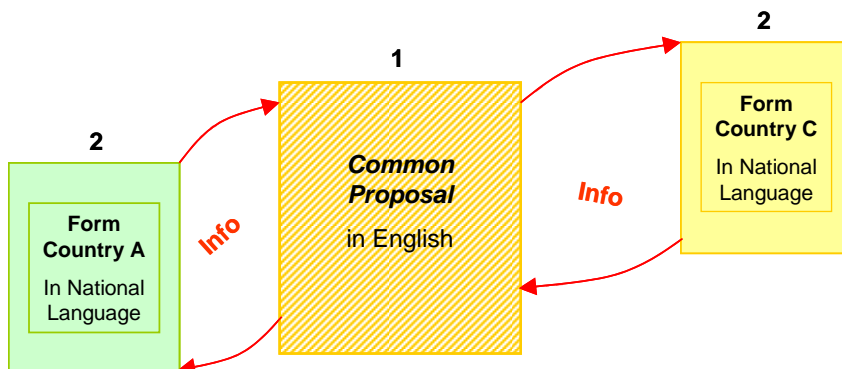 2
Form
Country A
In National
Language
Info
1
Common
Proposal
in English
Info
2
Form
Country C
In National
Language